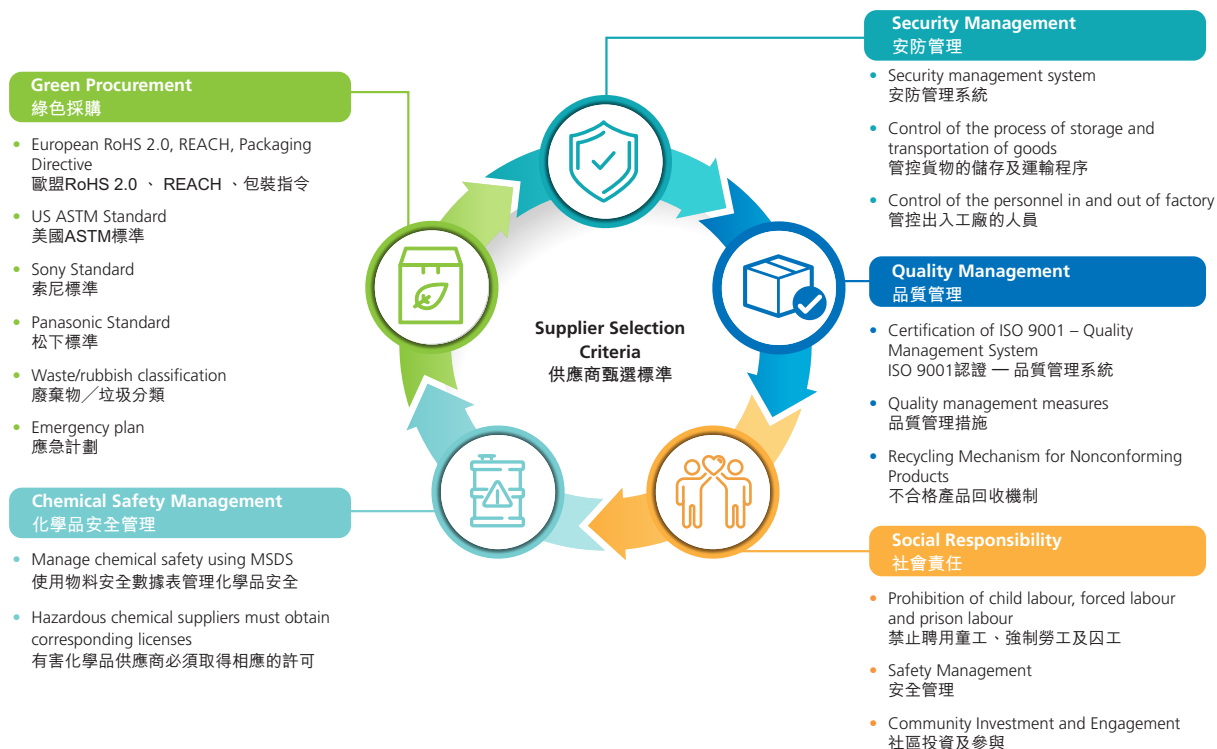 Security Management
安防管理
• Security management system
安防管理系統
• Control of the process of storage and
transportation of goods
管控貨物的儲存及運輸程序
• Control of the personnel in and out of factory
管控出入工廠的人員
Green Procurement
綠色採購
• European RoHS 2.0, REACH, Packaging
Directive
歐盟RoHS 2.0 、 REACH 、包裝指令
• US ASTM Standard
美國ASTM標準
• Sony Standard
索尼標準
• Panasonic Standard
松下標準
• Waste/rubbish classification
廢棄物╱垃圾分類
• Emergency plan
應急計劃
Supplier Selection
Criteria
供應商甄選標準
Quality Management
品質管理
• Certification of ISO 9001 – Quality
Management System
ISO 9001認證 — 品質管理系統
• Quality management measures
品質管理措施
• Recycling Mechanism for Nonconforming
Products
不合格產品回收機制
Chemical Safety Management
化學品安全管理
• Manage chemical safety using MSDS
使用物料安全數據表管理化學品安全
• Hazardous chemical suppliers must obtain
corresponding licenses
有害化學品供應商必須取得相應的許可
Social Responsibility
社會責任
• Prohibition of child labour, forced labour
and prison labour
禁止聘用童工、強制勞工及囚工
• Safety Management
安全管理
• Community Investment and Engagement
社區投資及參與